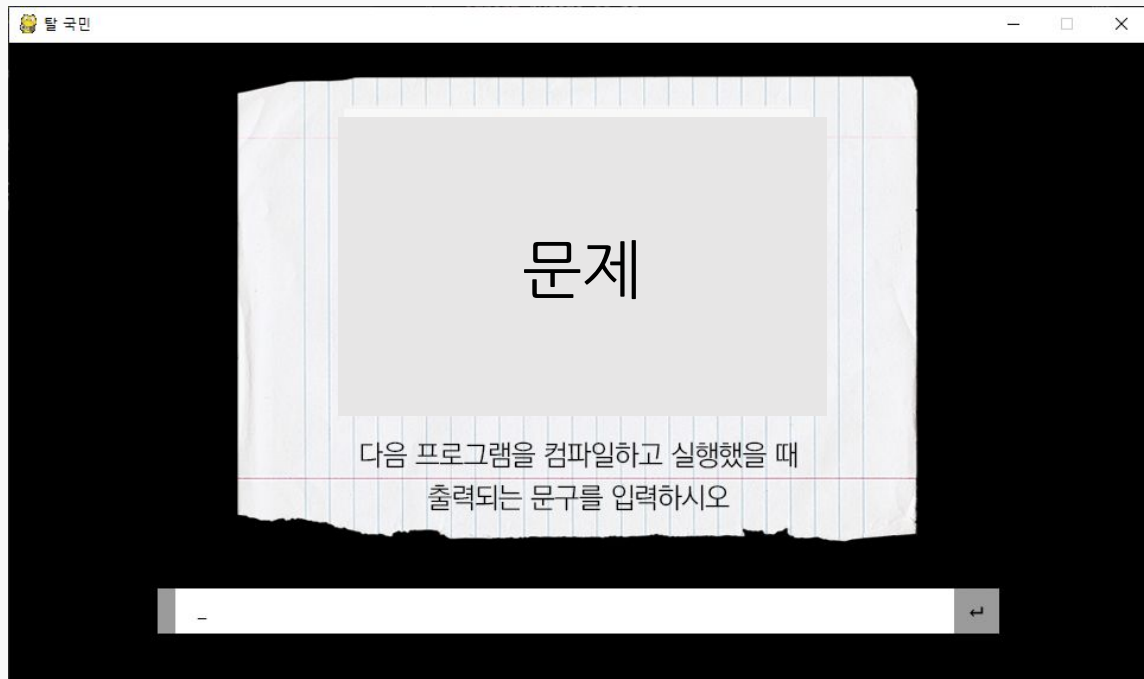 탈 국민
문제
다음 프로그램을 컴파일하고 실행했을 때
출력되는 문구를 입력하시오
_